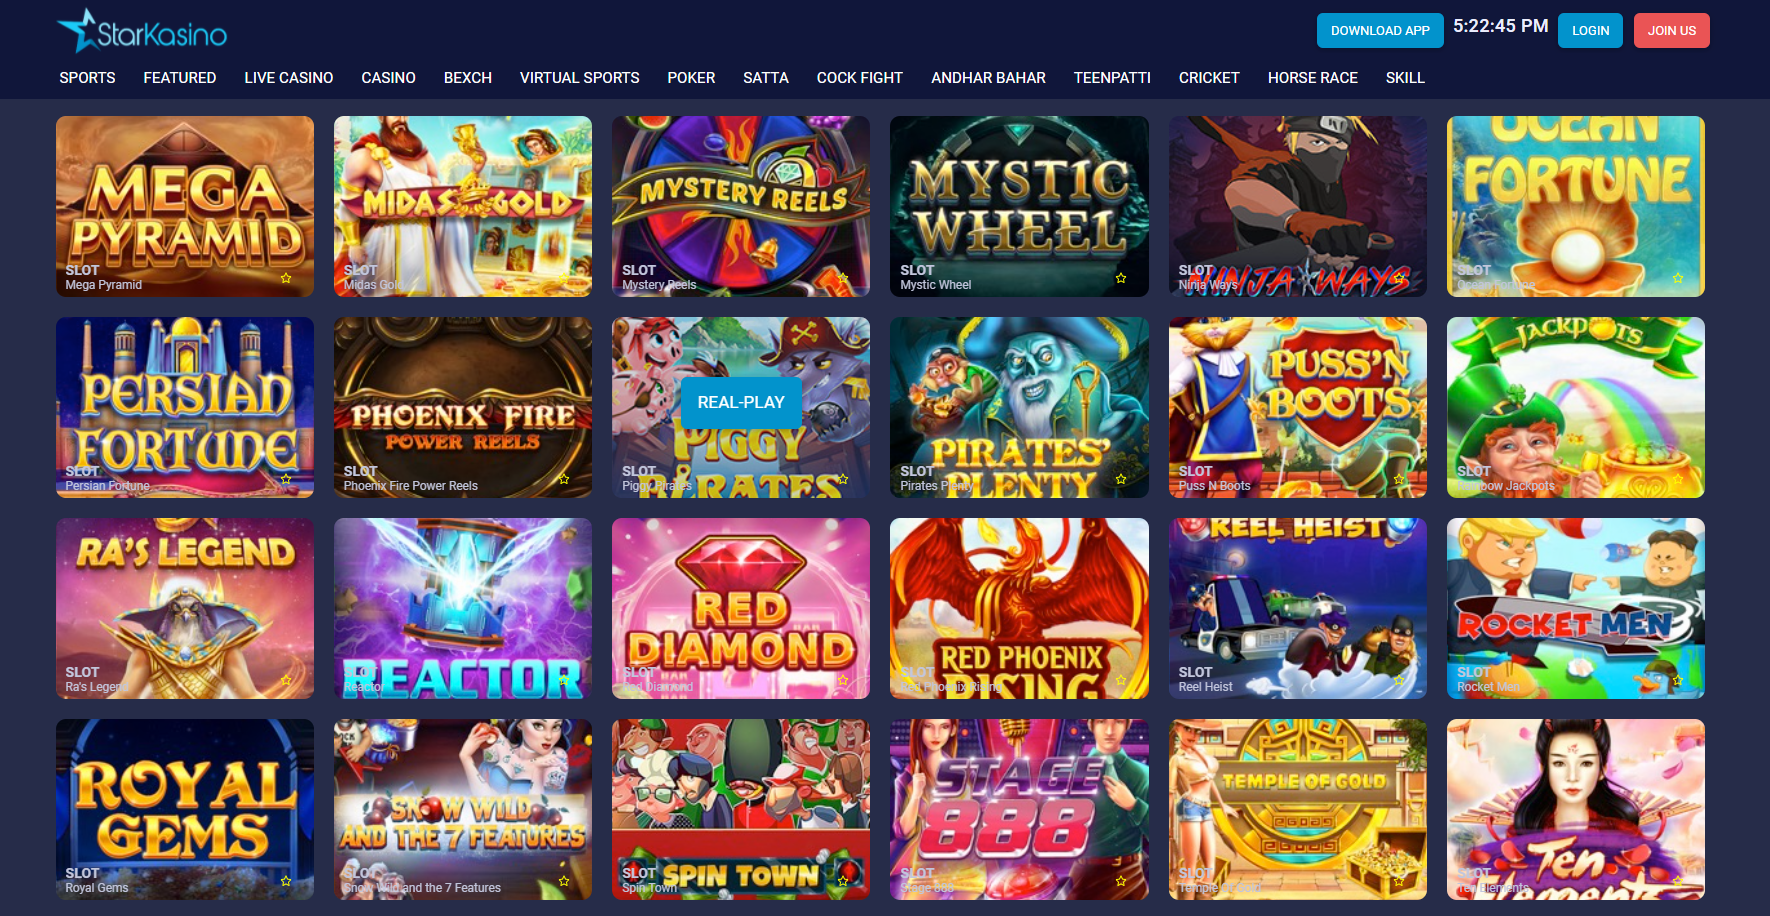 StarKasino
DOWNLOAD APP 5:22:45 PM LOGIN JOIN US
SPORTS FEATURED LIVE CASINO CASINO BEXCH VIRTUAL SPORTS POKER SATTA COCK FIGHT ANDHAR BAHAR TEENPATTI CRICKET HORSE RACE SKILL
MEGA
PYRAMID
SLOT
Mega Pyramid
MIDAS GOLD
SLOT
Midas Gold
MYSTERY REELS
SLOT
Mystery Reels
MYSTIC
WHEEL
SLOT
Mystic Wheel
NINJA WAYS
SLOT
Ninja Ways
OCEAN
FORTUNE
SLOT
Ocean Fortune
PERSIAN
FORTUNE
SLOT
Persian Fortune
PHOENIX FIRE
POWER REELS
SLOT
Phoenix Fire Power Reels
REAL-PLAY
PIGGY
PIRATES
SLOT
Piggy Pirates
PIRATES'
PLENTY
SLOT
Pirates Plenty
PUSS'N
BOOTS
SLOT
Puss N Boots
JACKPOTS
SLOT
Rainbow Jackpots
RA'S LEGEND
SLOT
Ra's Legend
REACTOR
SLOT
Reactor
RED
DIAMOND
SLOT
Red Diamond
RED PHOENIX
RISING
SLOT
Red Phoenix Rising
REEL HEIST
SLOT
Reel Heist
ROCKET MEN
SLOT
Rocket Men
ROYAL
GEMS
SLOT
Royal Gems
SNOW WILD
AND THE 7 FEATURES
SLOT
Snow Wild and the 7 Features
SPIN TOWN
SLOT
Spin Town
STAGE
888
SLOT
Stage 888
TEMPLE OF GOLD
SLOT
Temple of Gold
Ten
Elements
SLOT
Ten Elements